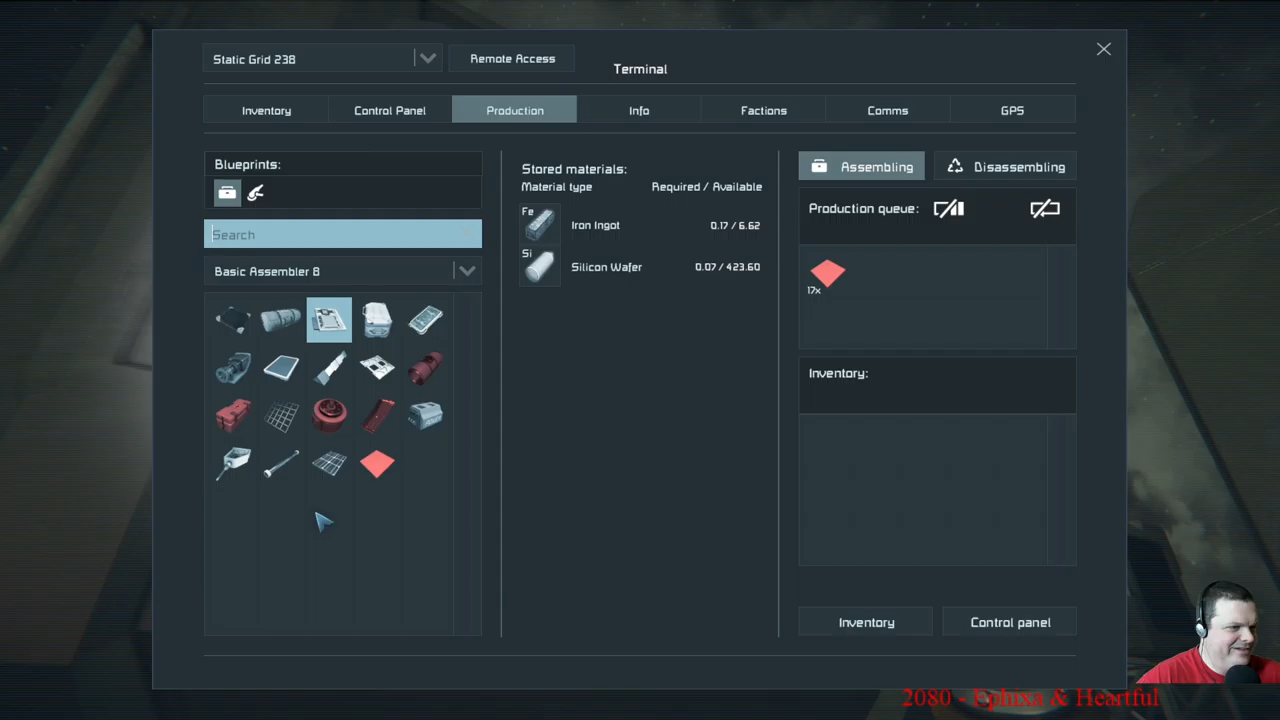 Static Grid 238
Remote Access
Terminal
Inventory
Control Panel
Production
Info
Factions
Comms
GPS
Blueprints:
Search
Basic Assembler 8
Stored materials:
Material type
Required / Available
Fe
Iron Ingot
0.17 / 6.62
Si
Silicon Wafer
0.07 / 423.60
Assembling
Disassembling
Production queue:
17x
Inventory:
Inventory
Control panel
2080 - Ephixa & Heartful